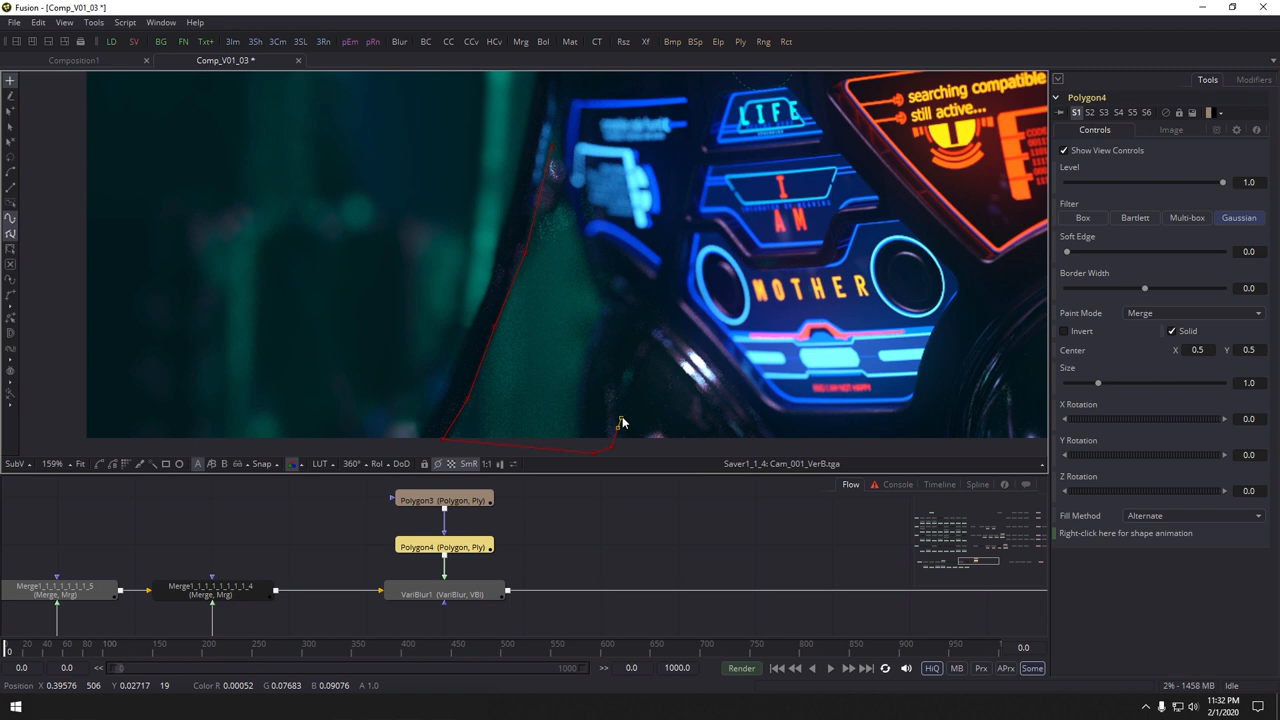 Fusion - [Comp_V01_03 *]
File Edit View Tools Script Window Help
LD SV BG FN Txt+ 3Im 3Sh 3Cm 3SL 3Rn pEm pRn Blur BC CC CCv HCv Mrg Bol Mat CT Rsz Xf Bmp BSp Elp Ply Rng Rct
Composition1 Comp_V01_03 *
searching compatible
still active...
LIFE
I
AM
MOTHER
Tools Modifiers
Polygon4
S1 S2 S3 S4 S5 S6
Controls Image
Show View Controls
Level
1.0
Filter
Box Bartlett Multi-box Gaussian
Soft Edge
0.0
Border Width
0.0
Paint Mode Merge
Invert Solid
Center X 0.5 Y 0.5
Size
1.0
X Rotation
0.0
Y Rotation
0.0
Z Rotation
0.0
Fill Method Alternate
Right-click here for shape animation
SubV 159% Fit A B Snap LUT 360° RoI DoD SmR 1:1 Saver1_1_4: Cam_001_VerB.tga
Flow Console Timeline Spline
Polygon3 (Polygon, Ply)
Polygon4 (Polygon, Ply)
Merge1_1_1_1_1_1_1_5
(Merge, Mrg)
Merge1_1_1_1_1_1_1_1_4
(Merge, Mrg)
VariBlur1 (VariBlur, VBl)
0 20 40 60 80 100 150 200 250 300 350 400 450 500 550 600 650 700 750 800 850 900 950 0.0
0.0 0.0 << 0 1000 >> 0.0 1000.0 Render HiQ MB Prx APrx Some
Position X 0.39576 506 Y 0.02717 19 Color R 0.00052 G 0.07683 B 0.09076 A 1.0 2% - 1458 MB Idle
11:32 PM
2/1/2020